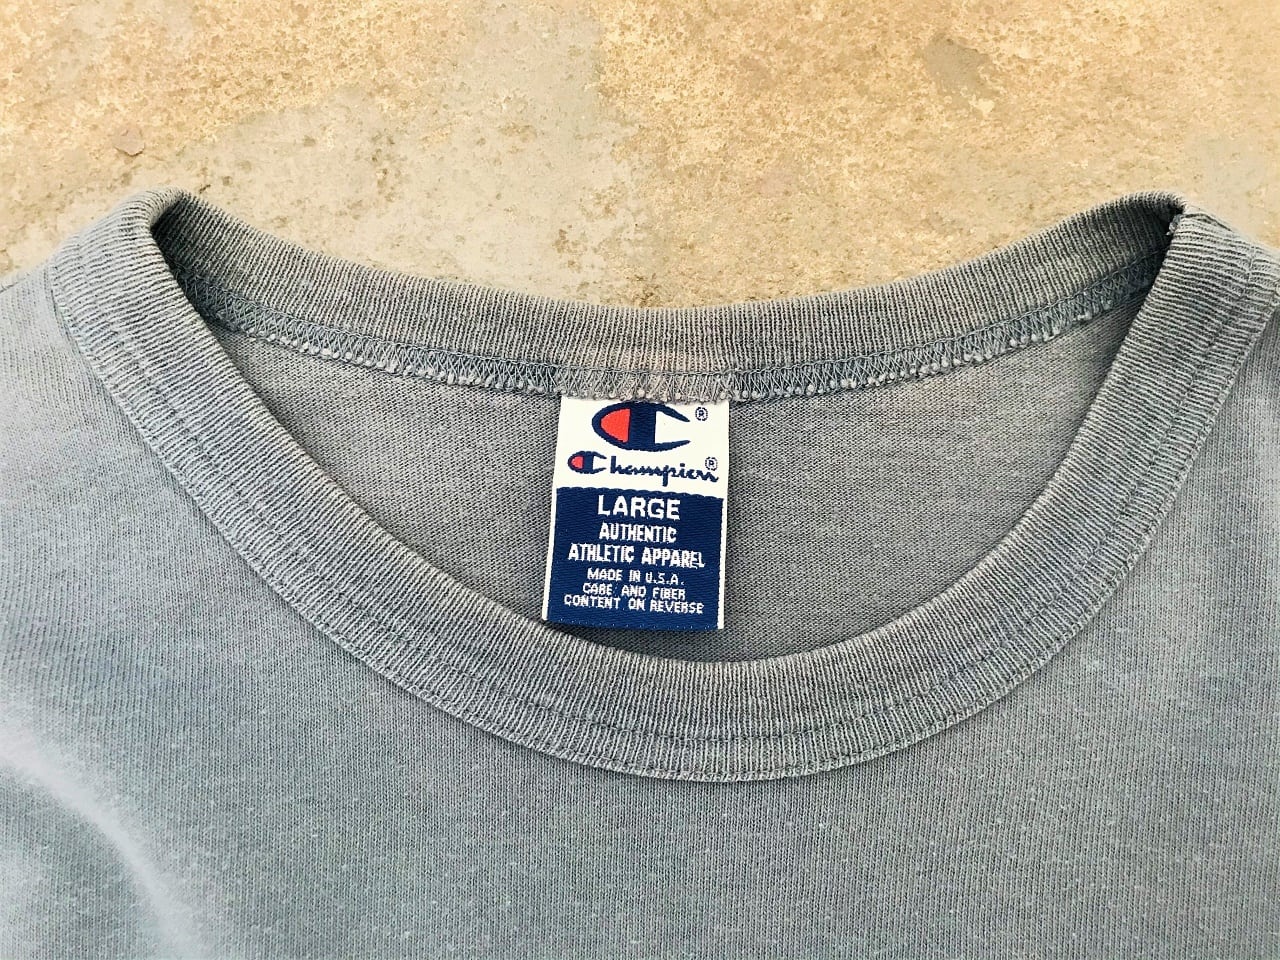 ®
Champion®
LARGE
AUTHENTIC
ATHLETIC APPAREL
MADE IN U.S.A.
CARE AND FIBER
CONTENT ON REVERSE